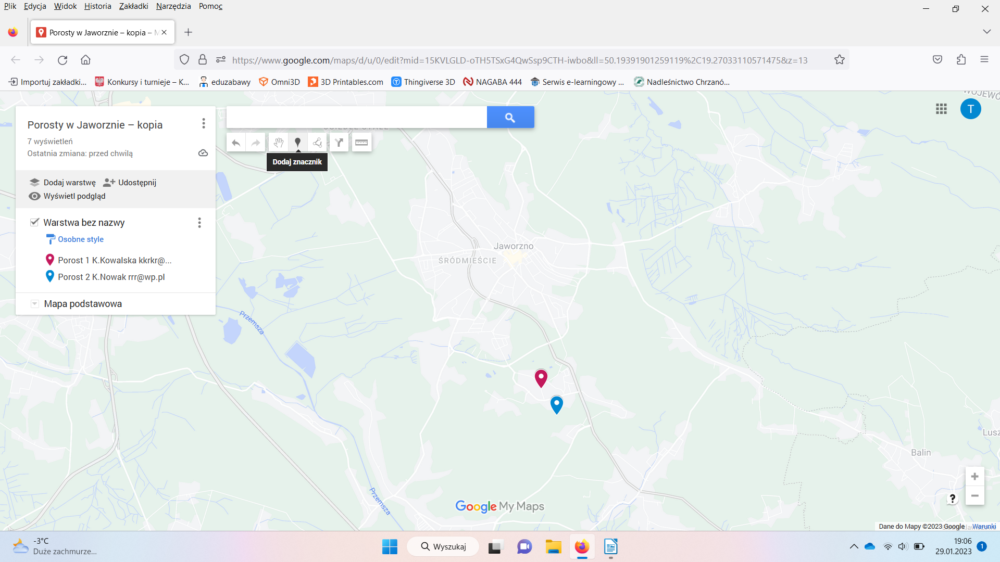 Plik Edycja Widok Historia Zakładki Narzędzia Pomoc
Porosty w Jaworznie – kopia –
https://www.google.com/maps/d/u/0/edit?mid=15KVLGLD-oTH5TSxG4QwSsp9CTH-iwbo&ll=50.19391901259119%2C19.27033110571475&z=13
Importuj zakładki... Konkursy i turnieje – K... eduzabawy Omni3D 3D Printables.com Thingiverse 3D NAGABA 444 Serwis e-learningowy ... Nadleśnictwo Chrzanó...
T
Porosty w Jaworznie – kopia
7 wyświetleń
Ostatnia zmiana: przed chwilą
Dodaj warstwę Udostępnij
Wyświetl podgląd
Warstwa bez nazwy
Osobne style
Porost 1 K.Kowalska kkrkr@...
Porost 2 K.Nowak rrr@wp.pl
Mapa podstawowa
Dodaj znacznik
Jaworzno
ŚRÓDMIEŚCIE
Przemsza
Przemsza
Balin
Google My Maps
?
Dane do Mapy ©2023 Google Warunki
-3°C
Duże zachmurze...
Wyszukaj
19:06
29.01.2023
1